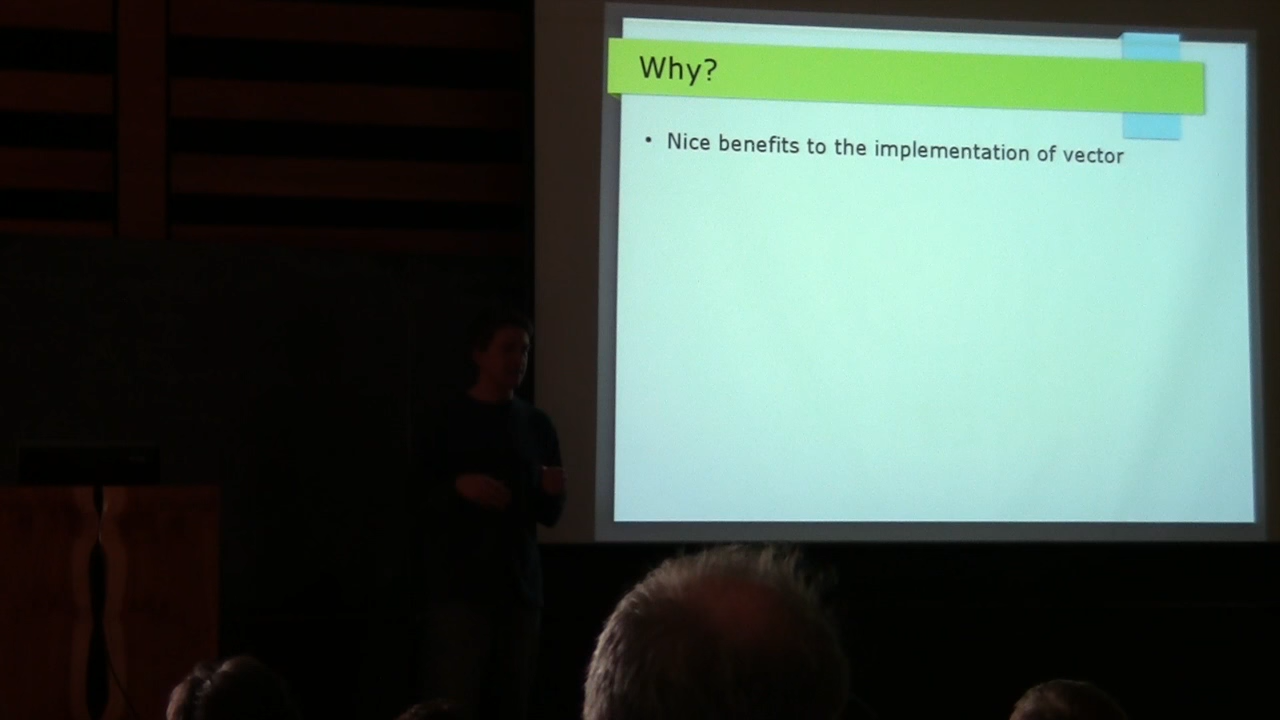 Why?
• Nice benefits to the implementation of vector